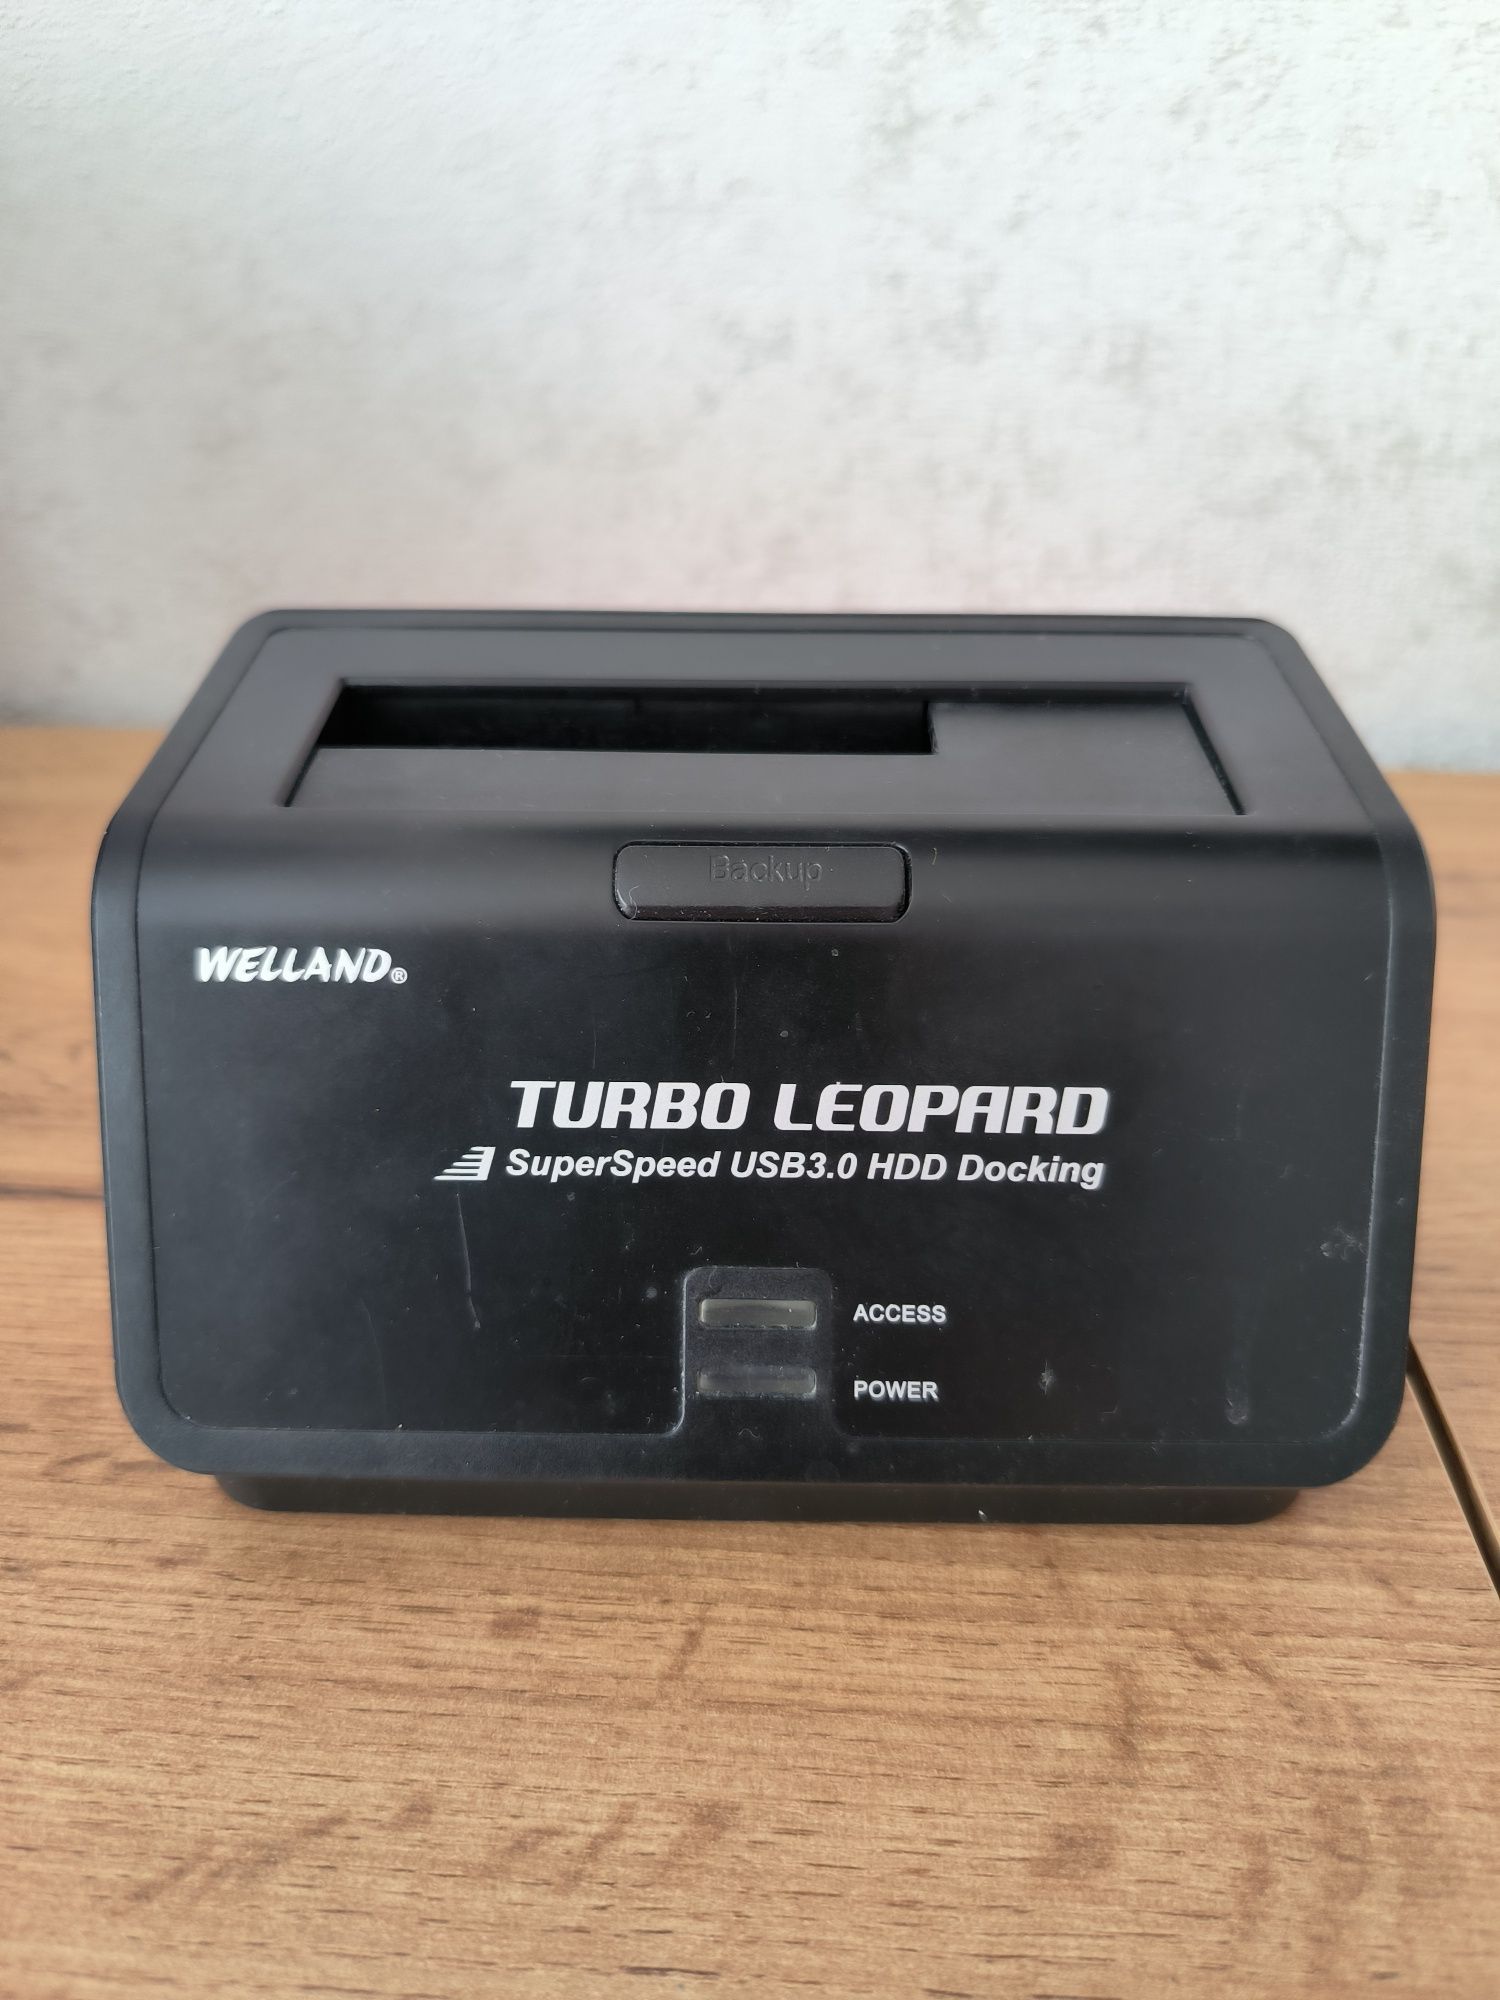 Backup
WELLAND®
TURBO LEOPARD
SuperSpeed USB3.0 HDD Docking
ACCESS
POWER